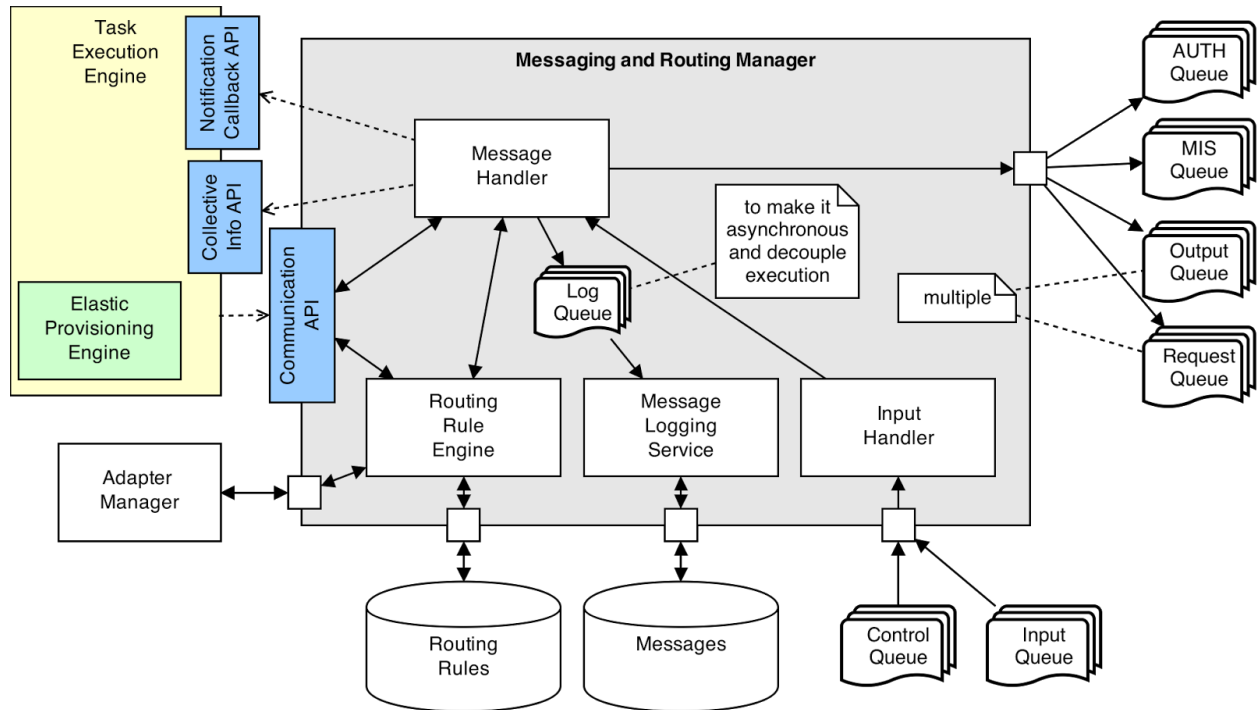 Task
Execution
Engine
Notification
Callback API
Collective
Info API
Elastic
Provisioning
Engine
Communication
API
Messaging and Routing Manager
Message
Handler
to make it
asynchronous
and decouple
execution
Log
Queue
multiple
AUTH
Queue
MIS
Queue
Output
Queue
Request
Queue
Routing
Rule
Engine
Message
Logging
Service
Input
Handler
Adapter
Manager
Routing
Rules
Messages
Control
Queue
Input
Queue